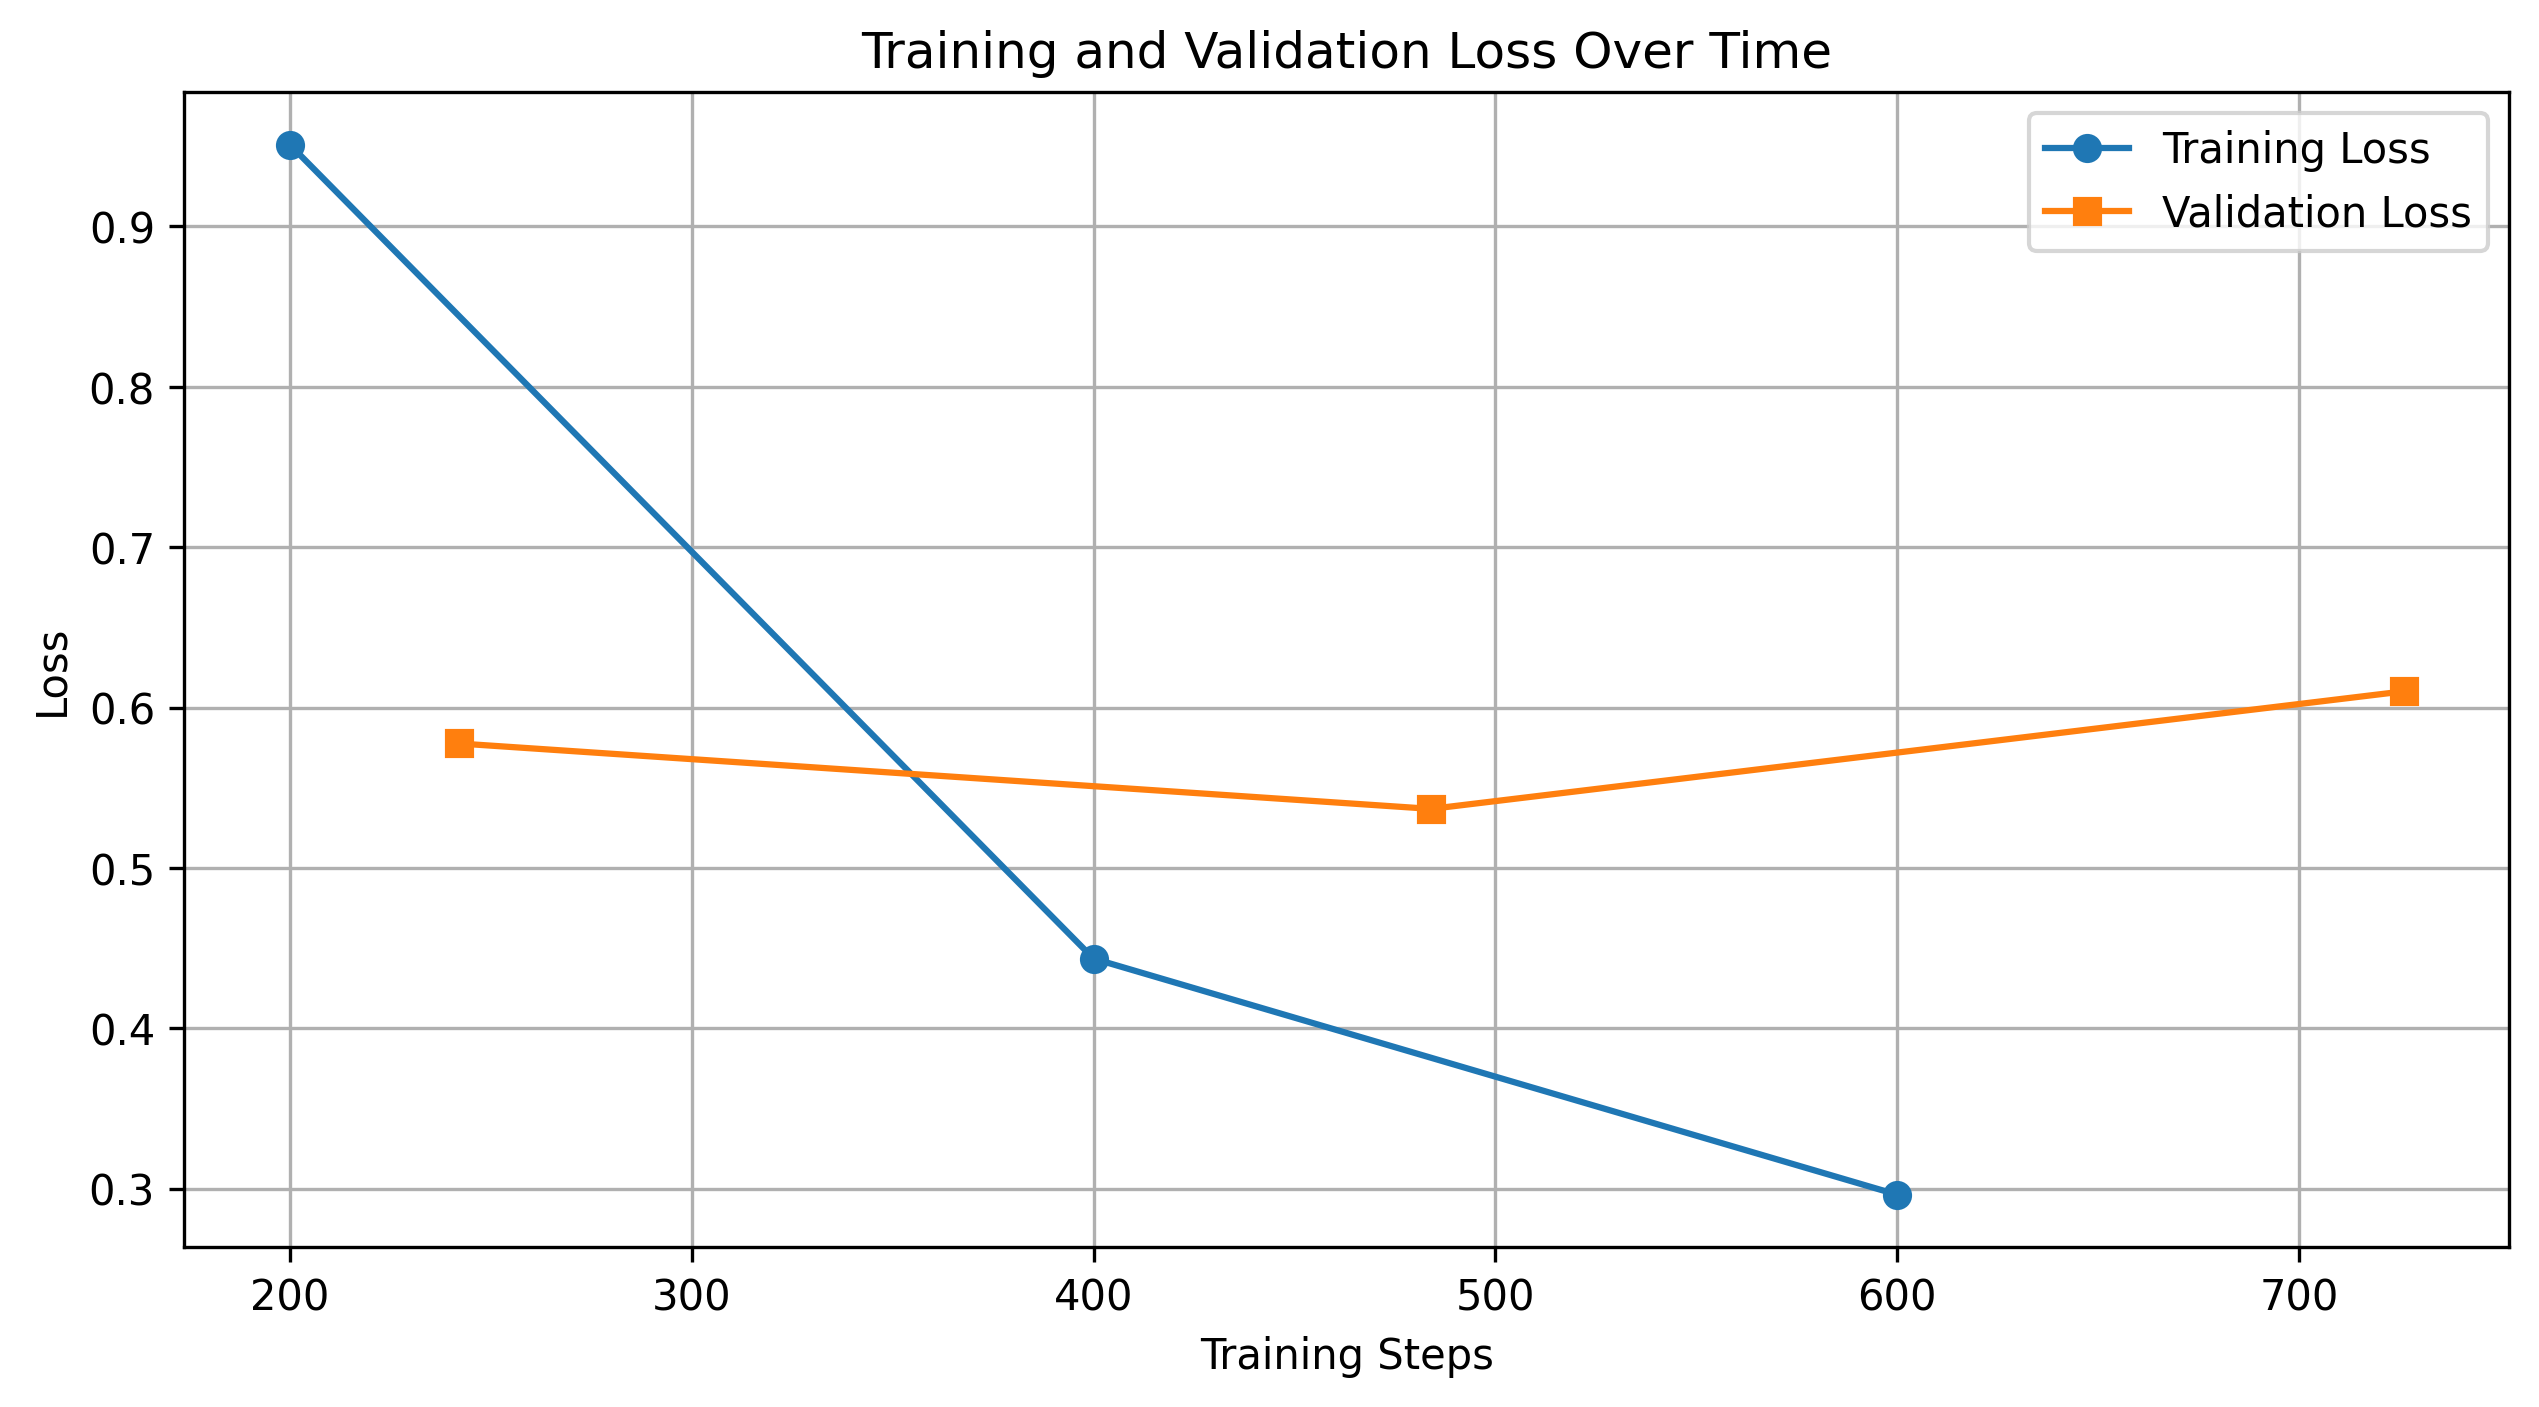 Training and Validation Loss Over Time
Training Loss
Validation Loss
0.9
0.8
0.7
0.6
0.5
0.4
0.3
Loss
200 300 400 500 600 700
Training Steps